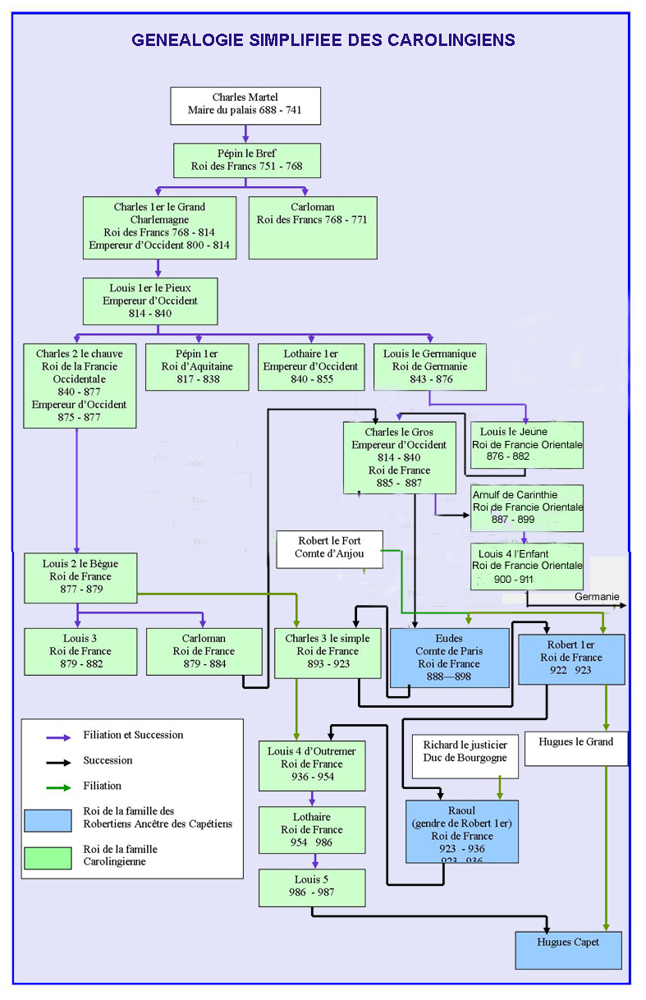 GENEALOGIE SIMPLIFIEE DES CAROLINGIENS
Charles Martel
Maire du palais 688 - 741
Pépin le Bref
Roi des Francs 751 - 768
Charles 1er le Grand
Charlemagne
Roi des Francs 768 - 814
Empereur d’Occident 800 - 814
Carloman
Roi des Francs 768 - 771
Louis 1er le Pieux
Empereur d’Occident
814 - 840
Charles 2 le chauve
Roi de la Francie
Occidentale
840 - 877
Empereur d’Occident
875 - 877
Pépin 1er
Roi d’Aquitaine
817 - 838
Lothaire 1er
Empereur d’Occident
840 - 855
Louis le Germanique
Roi de Germanie
843 - 876
Charles le Gros
Empereur d’Occident
814 - 840
Roi de France
885 - 887
Louis le Jeune
Roi de Francie Orientale
876 - 882
Arnulf de Carinthie
Roi de Francie Orientale
887 - 899
Robert le Fort
Comte d’Anjou
Louis 4 l’Enfant
Roi de Francie Orientale
900 - 911
Germanie
Louis 2 le Bègue
Roi de France
877 - 879
Louis 3
Roi de France
879 - 882
Carloman
Roi de France
879 - 884
Charles 3 le simple
Roi de France
893 - 923
Eudes
Comte de Paris
Roi de France
888—898
Robert 1er
Roi de France
922 923
Filiation et Succession
Succession
Filiation
Roi de la famille des
Robertiens Ancêtre des Capétiens
Roi de la famille
Carolingienne
Louis 4 d’Outremer
Roi de France
936 - 954
Richard le justicier
Duc de Bourgogne
Hugues le Grand
Lothaire
Roi de France
954 986
Raoul
(gendre de Robert 1er)
Roi de France
923 - 936
923 936
Louis 5
986 - 987
Hugues Capet